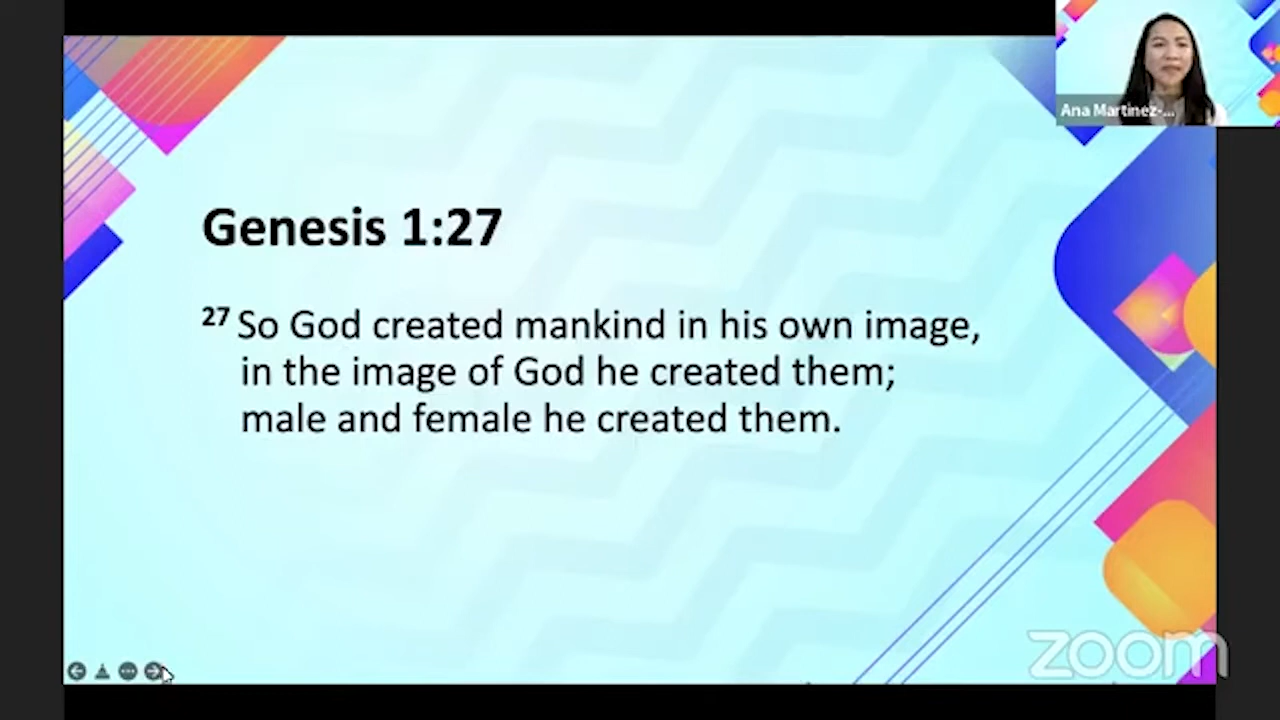 Ana Martinez-...
Genesis 1:27
27 So God created mankind in his own image,
in the image of God he created them;
male and female he created them.
zoom